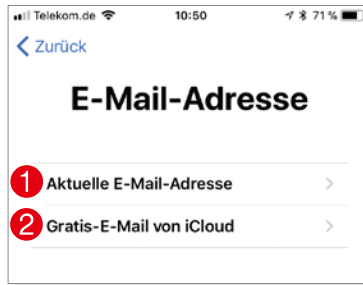 Telekom.de 10:50 71 %
Zurück
E-Mail-Adresse
1 Aktuelle E-Mail-Adresse
2 Gratis-E-Mail von iCloud